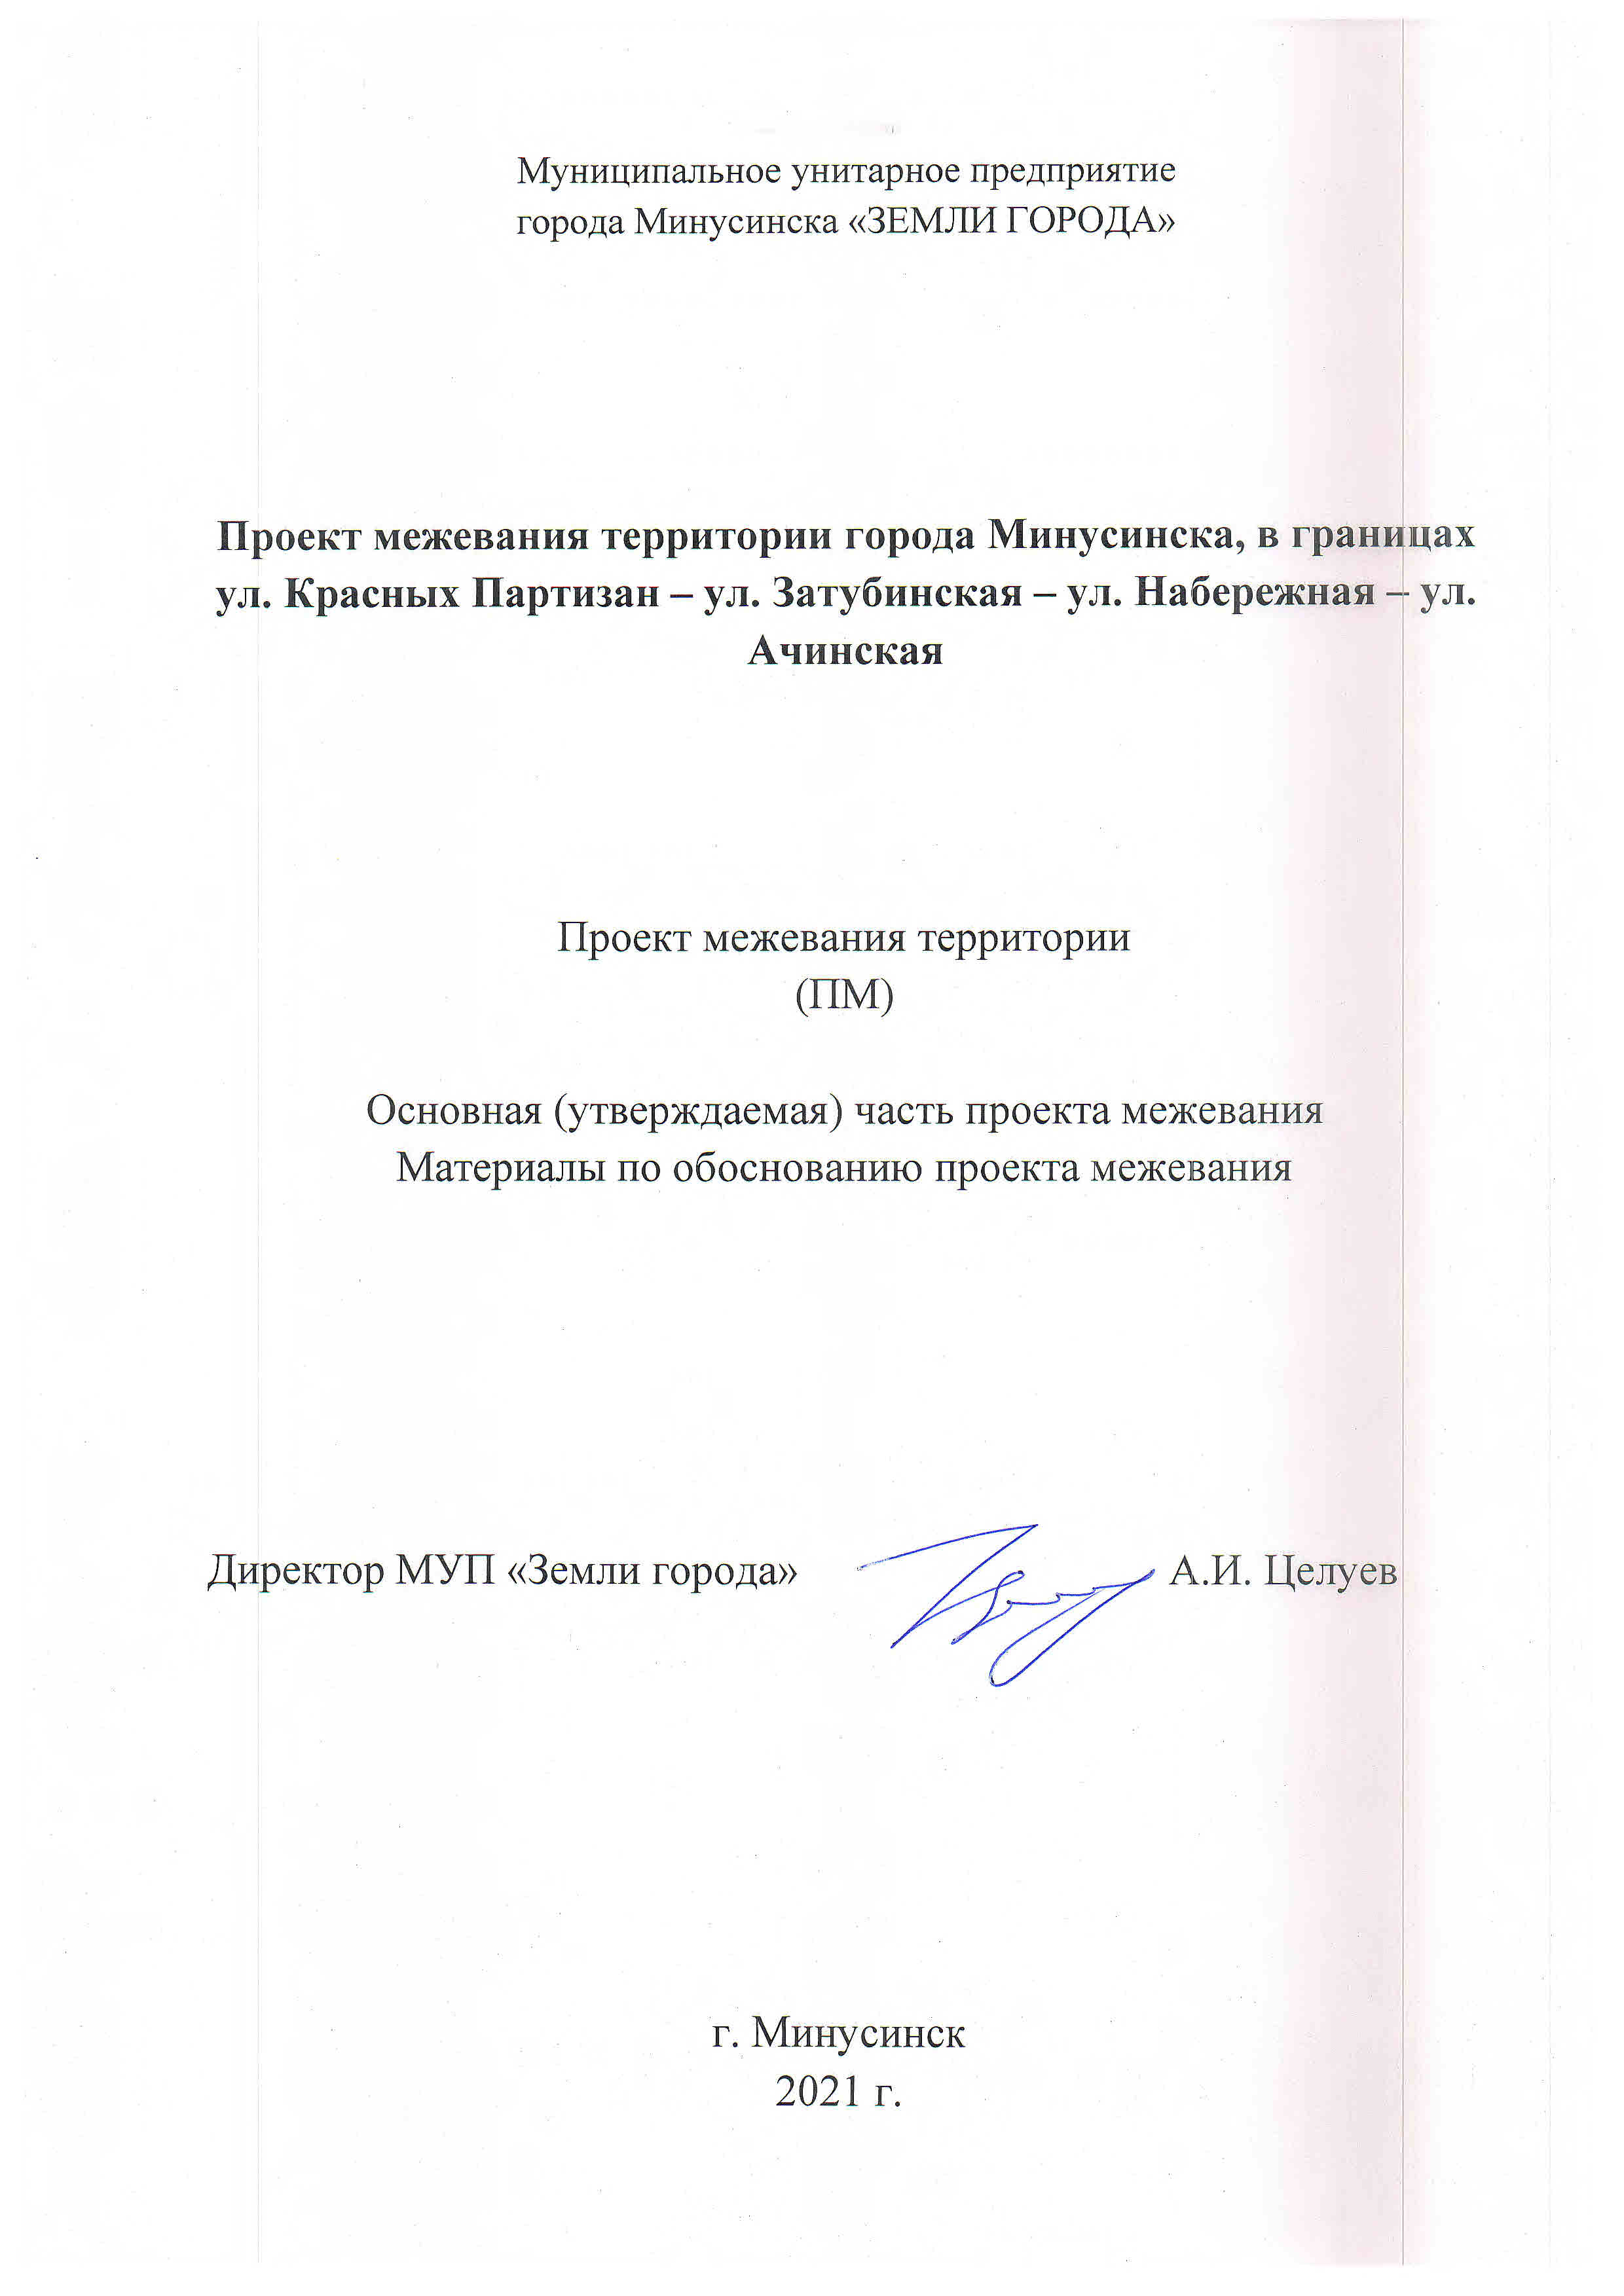 Муниципальное унитарное предприятие
города Минусинска «ЗЕМЛИ ГОРОДА»
Проект межевания территории города Минусинска, в границах
ул. Красных Партизан – ул. Затубинская – ул. Набережная – ул.
Ачинская
Проект межевания территории
(ПМ)
Основная (утверждаемая) часть проекта межевания
Материалы по обоснованию проекта межевания
Директор МУП «Земли города» А.И. Целуев
г. Минусинск
2021 г.